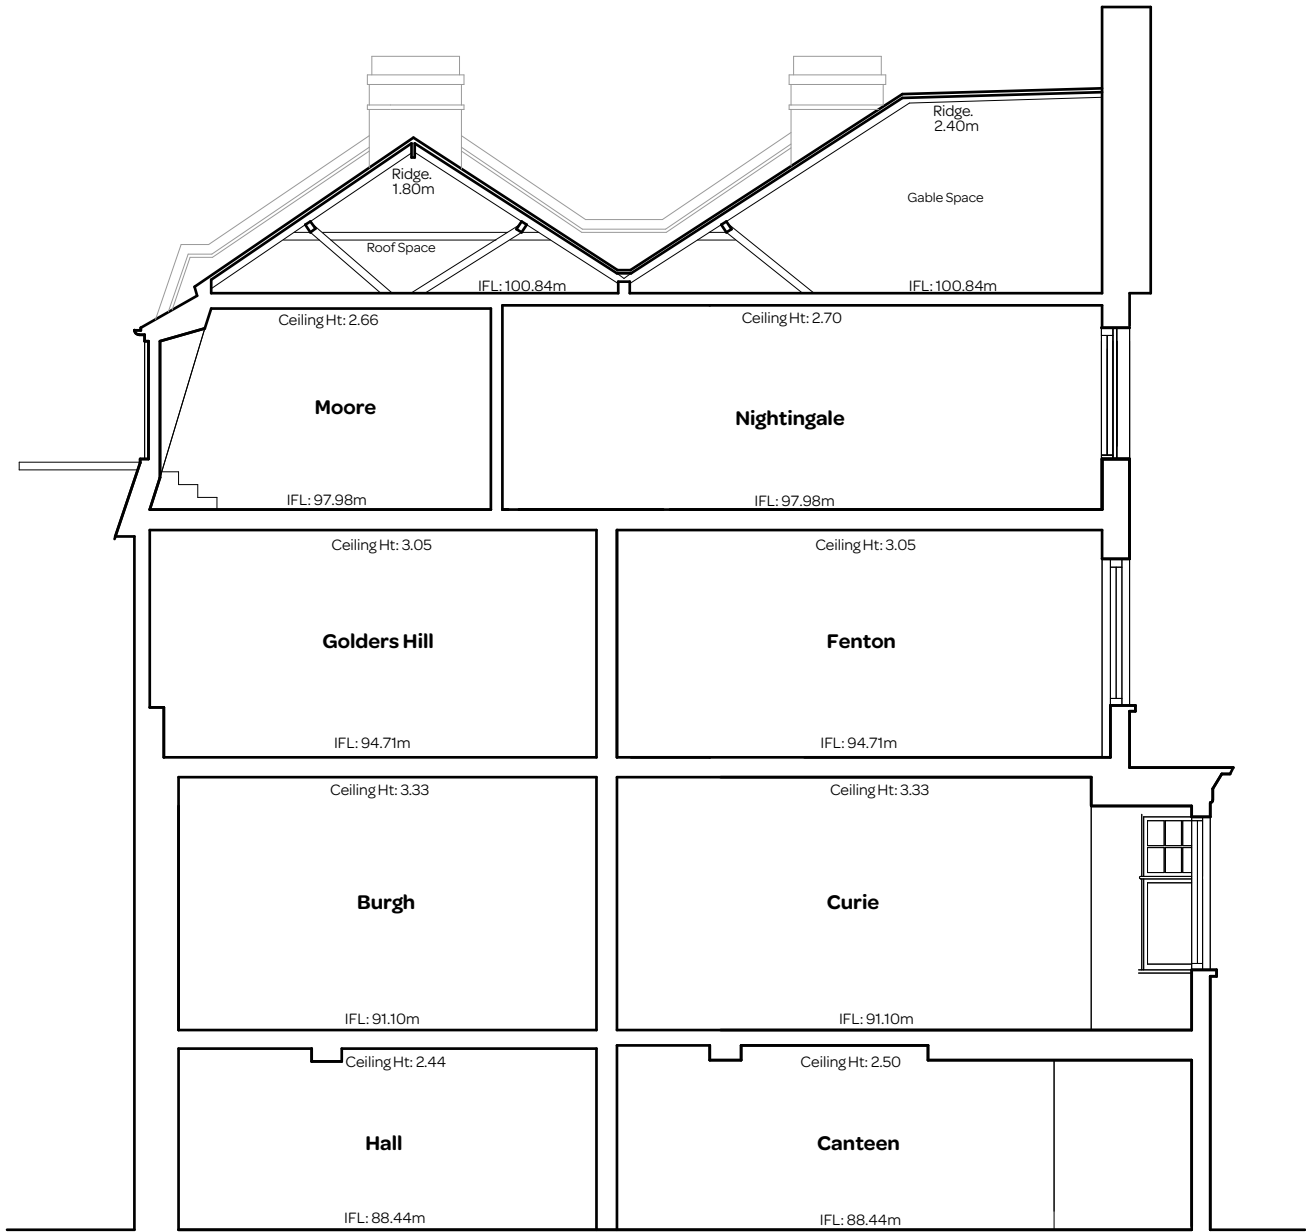 Ridge.
2.40m
Ridge.
1.80m
Gable Space
Roof Space
IFL: 100.84m
IFL: 100.84m
Ceiling Ht: 2.66
Ceiling Ht: 2.70
Moore
Nightingale
IFL: 97.98m
IFL: 97.98m
Ceiling Ht: 3.05
Ceiling Ht: 3.05
Golders Hill
Fenton
IFL: 94.71m
IFL: 94.71m
Ceiling Ht: 3.33
Ceiling Ht: 3.33
Burgh
Curie
IFL: 91.10m
IFL: 91.10m
Ceiling Ht: 2.44
Ceiling Ht: 2.50
Hall
Canteen
IFL: 88.44m
IFL: 88.44m